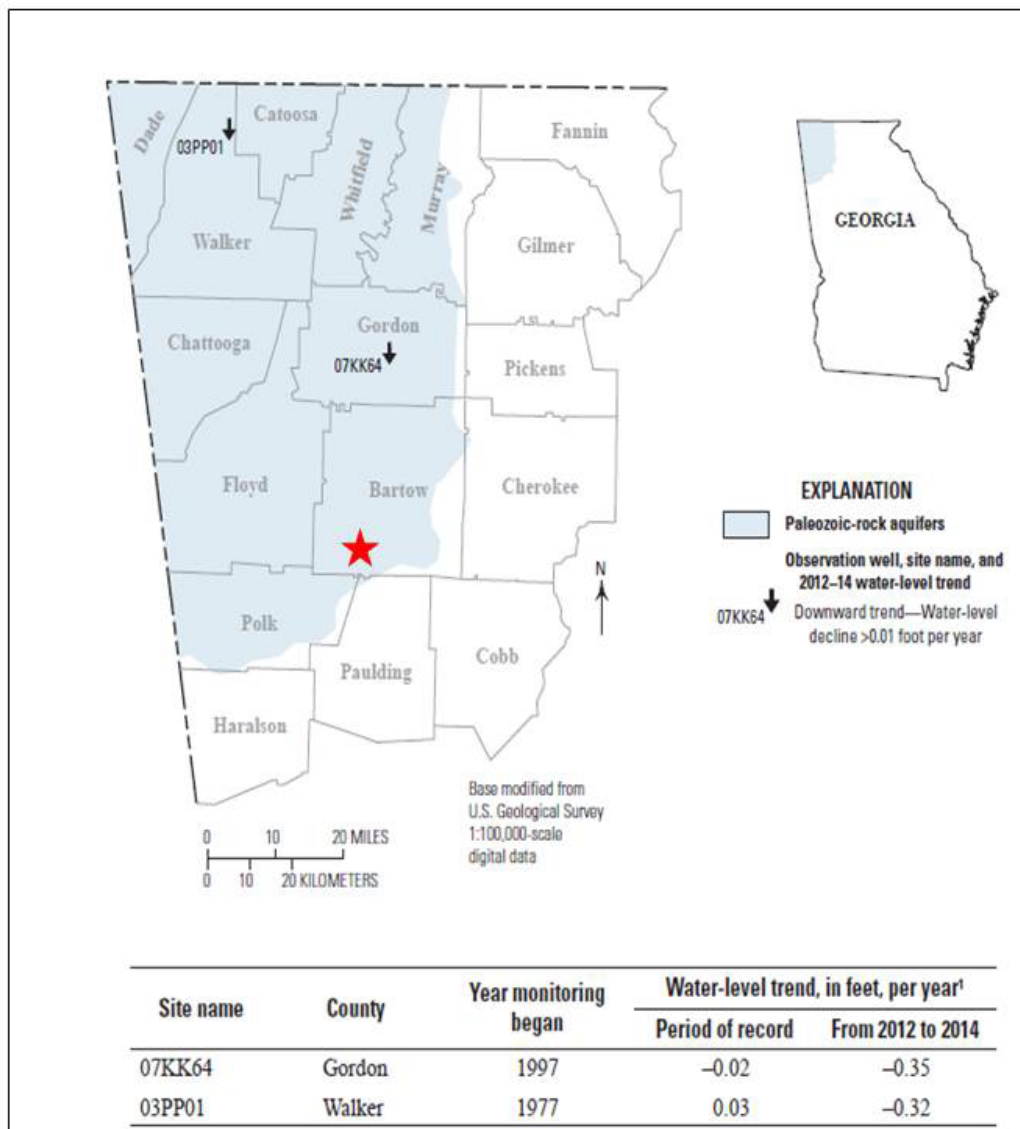 Dade
Catoosa
Fannin
03PP01
Whitfield
Murray
GEORGIA
Walker
Gilmer
Gordon
Chattooga
07KK64
Pickens
Floyd
Bartow
Cherokee
EXPLANATION
Paleozoic-rock aquifers
Observation well, site name, and
2012–14 water-level trend
07KK64 Downward trend—Water-level
decline >0.01 foot per year
N
Polk
Paulding
Cobb
Haralson
Base modified from
U.S. Geological Survey
1:100,000-scale
digital data
0 10 20 MILES
0 10 20 KILOMETERS
Site name County Year monitoring began Water-level trend, in feet, per year¹
Period of record From 2012 to 2014
07KK64 Gordon 1997 –0.02 –0.35
03PP01 Walker 1977 0.03 –0.32